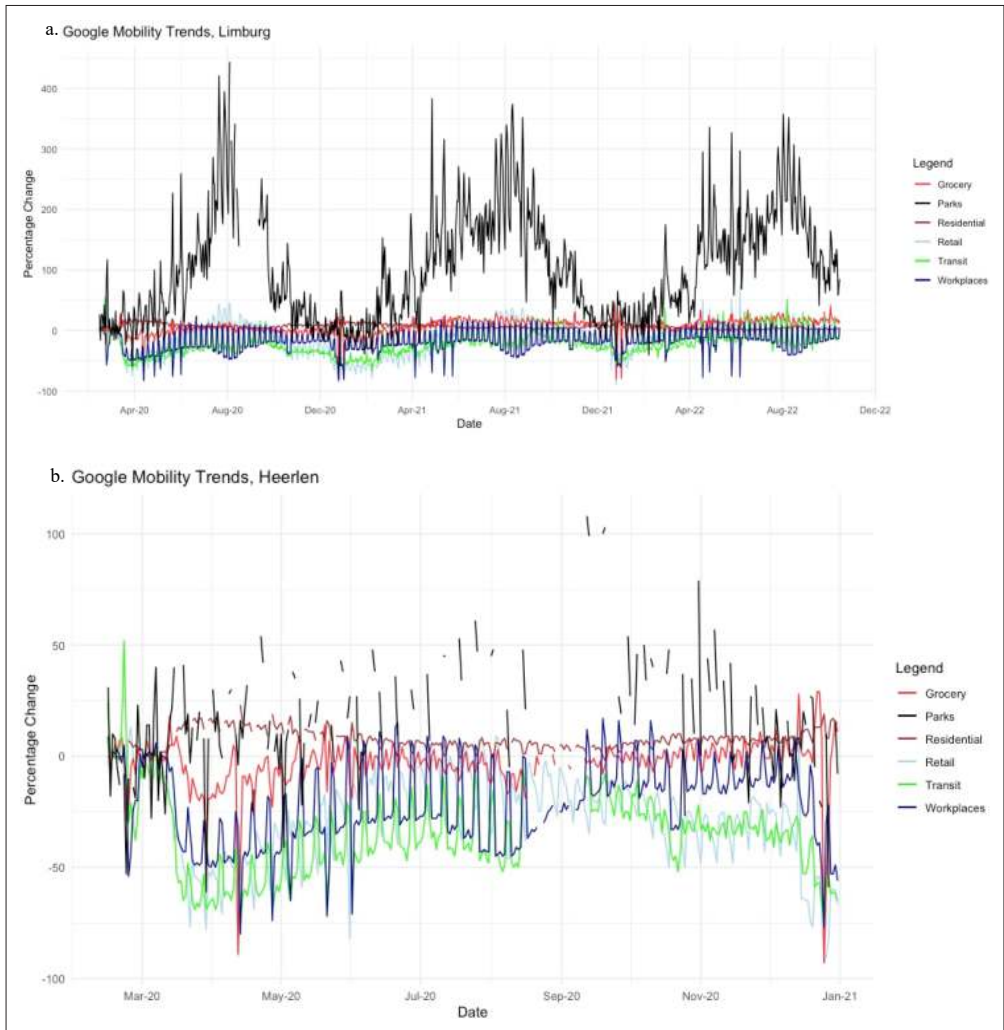 a. Google Mobility Trends, Limburg
400
300
200
100
0
-100
Percentage Change
Apr-20 Aug-20 Dec-20 Apr-21 Aug-21 Dec-21 Apr-22 Aug-22 Dec-22
Date
Legend
Grocery
Parks
Residential
Retail
Transit
Workplaces
b. Google Mobility Trends, Heerlen
100
50
0
-50
-100
Percentage Change
Mar-20 May-20 Jul-20 Sep-20 Nov-20 Jan-21
Date
Legend
Grocery
Parks
Residential
Retail
Transit
Workplaces